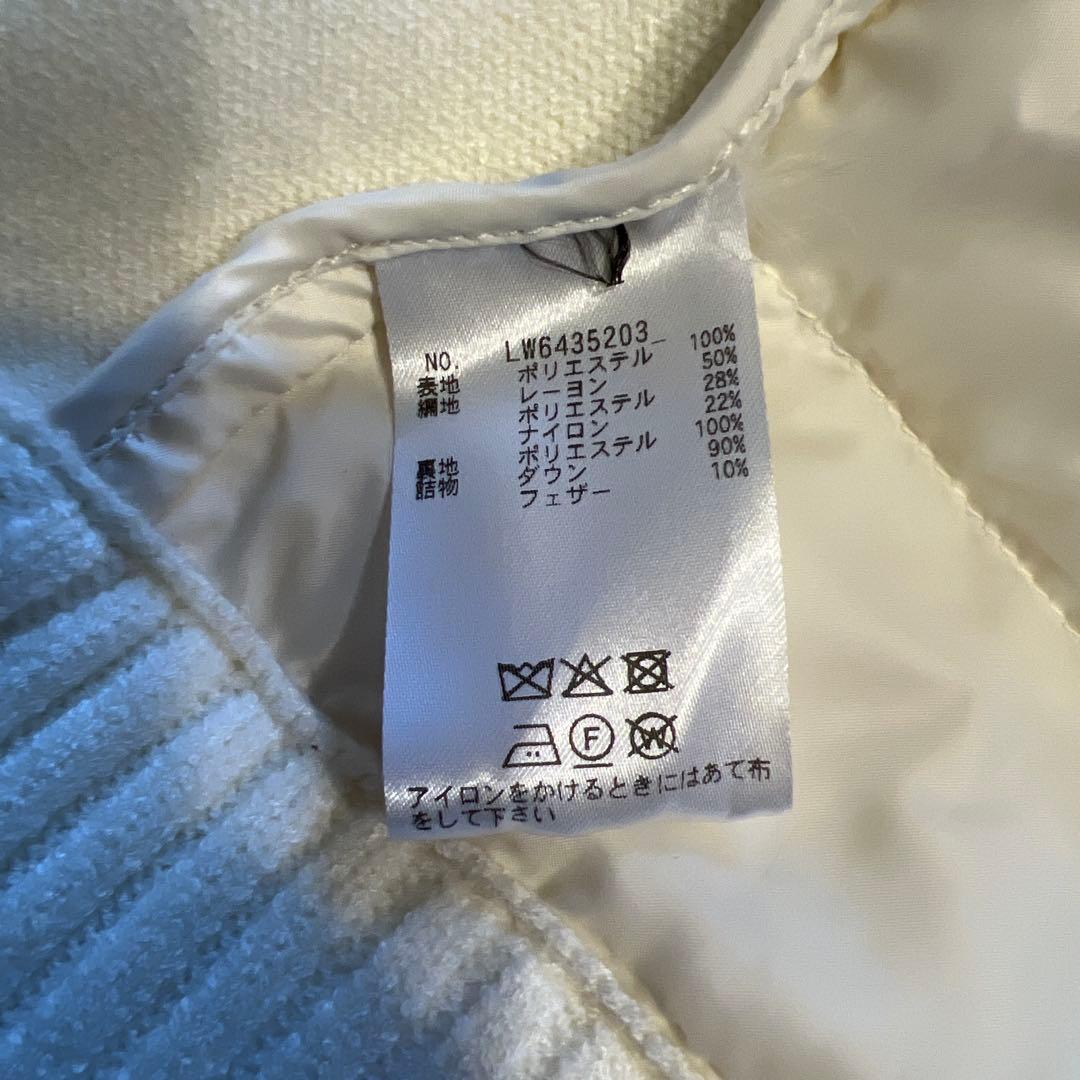 NO. LW6435203_
表地 ポリエステル 100%
綱地 レーヨン 50%
ポリエステル 28%
ナイロン 22%
裏地 ポリエステル 100%
詰物 ダウン 90%
フェザー 10%
F
W
アイロンをかけるときにはあて布
をして下さい